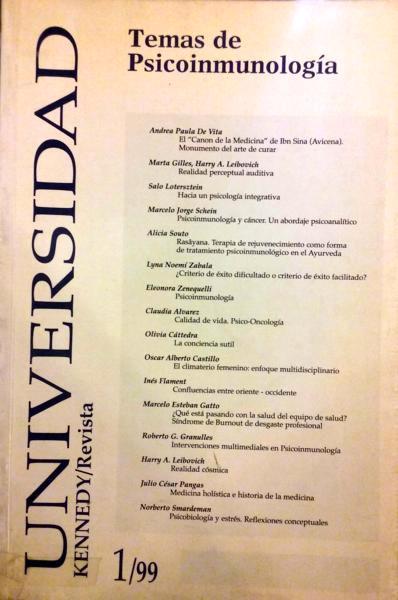 Temas de
Psicoinmunología
UNIVERSIDAD
KENNEDY/Revista
Andrea Paula De Vita
El "Canon de la Medicina" de Ibn Sina (Avicena).
Monumento del arte de curar
Marta Gilles, Harry A. Leibovich
Realidad perceptual auditiva
Salo Lotersztein
Hacia un psicología integrativa
Marcelo Jorge Schein
Psicoinmunología y cáncer. Un abordaje psicoanalítico
Alicia Souto
Rasāyana. Terapia de rejuvenecimiento como forma
de tratamiento psicoinmunológico en el Ayurveda
Lyna Noemí Zabala
¿Criterio de éxito dificultado o criterio de éxito facilitado?
Eleonora Zenequelli
Psicoinmunología
Claudia Alvarez
Calidad de vida. Psico-Oncología
Olivia Cáttedra
La conciencia sutil
Oscar Alberto Castillo
El climaterio femenino: enfoque multidisciplinario
Inés Flament
Confluencias entre oriente - occidente
Marcelo Esteban Gatto
¿Qué está pasando con la salud del equipo de salud?
Síndrome de Burnout de desgaste profesional
Roberto G. Granulles
Intervenciones multimediales en Psicoinmunología
Harry A. Leibovich
Realidad cósmica
Julio César Pangas
Medicina holística e historia de la medicina
Norberto Smardeman
Psicobiología y estrés. Reflexiones conceptuales
1/99